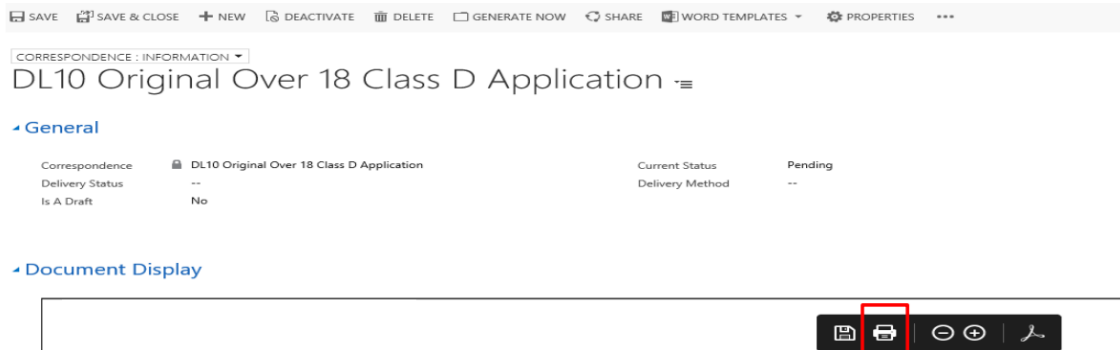 SAVE SAVE & CLOSE NEW DEACTIVATE DELETE GENERATE NOW SHARE WORD TEMPLATES PROPERTIES •••
CORRESPONDENCE : INFORMATION
DL10 Original Over 18 Class D Application
General
Correspondence DL10 Original Over 18 Class D Application Current Status Pending
Delivery Status -- Delivery Method --
Is A Draft No
Document Display